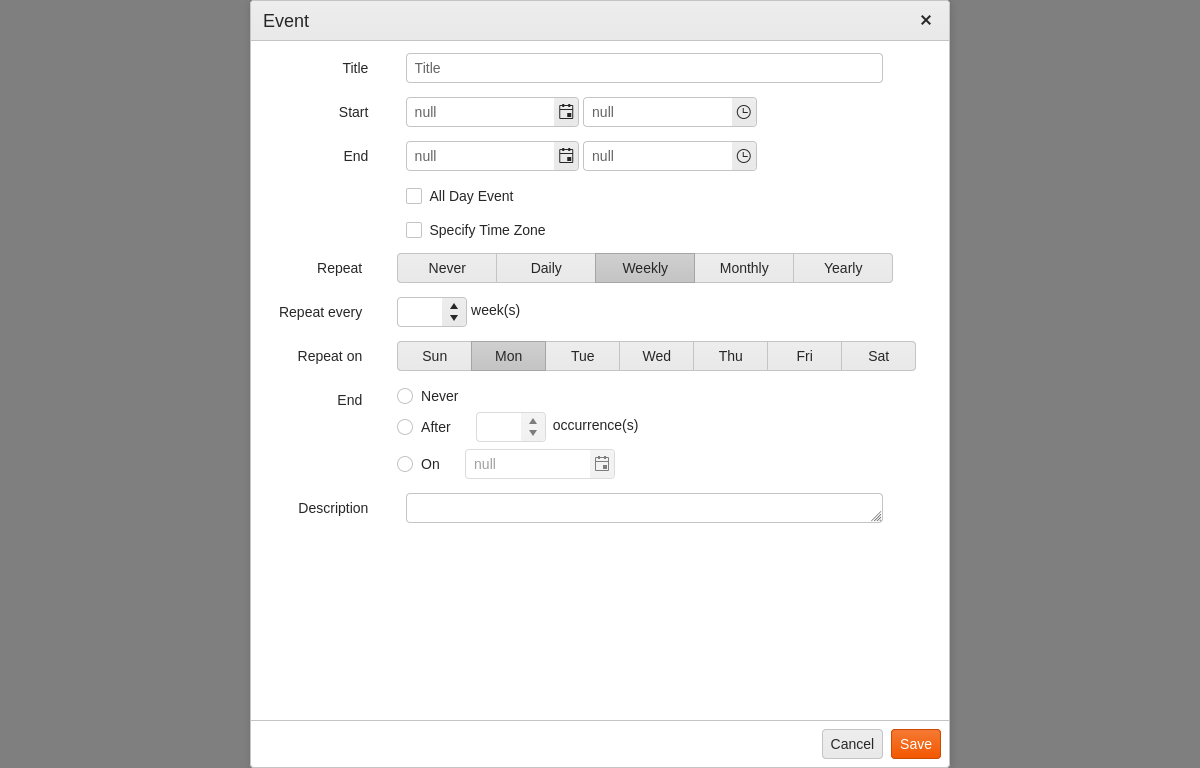 Event
Title Title
Start null null
End null null
All Day Event
Specify Time Zone
Repeat Never Daily Weekly Monthly Yearly
Repeat every week(s)
Repeat on Sun Mon Tue Wed Thu Fri Sat
End Never
After occurrence(s)
On null
Description
Cancel Save